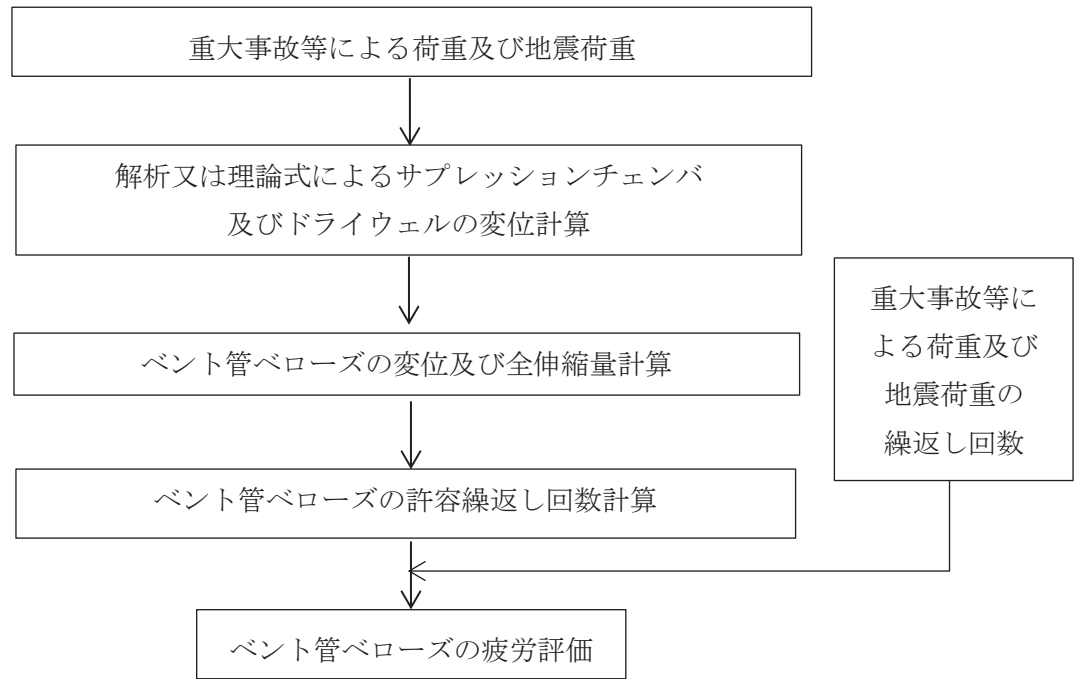 重大事故等による荷重及び地震荷重
解析又は理論式によるサプレッションチェンバ
及びドライウェルの変位計算
ベント管ベローズの変位及び全伸縮量計算
ベント管ベローズの許容繰返し回数計算
重大事故等に
よる荷重及び
地震荷重の
繰返し回数
ベント管ベローズの疲労評価